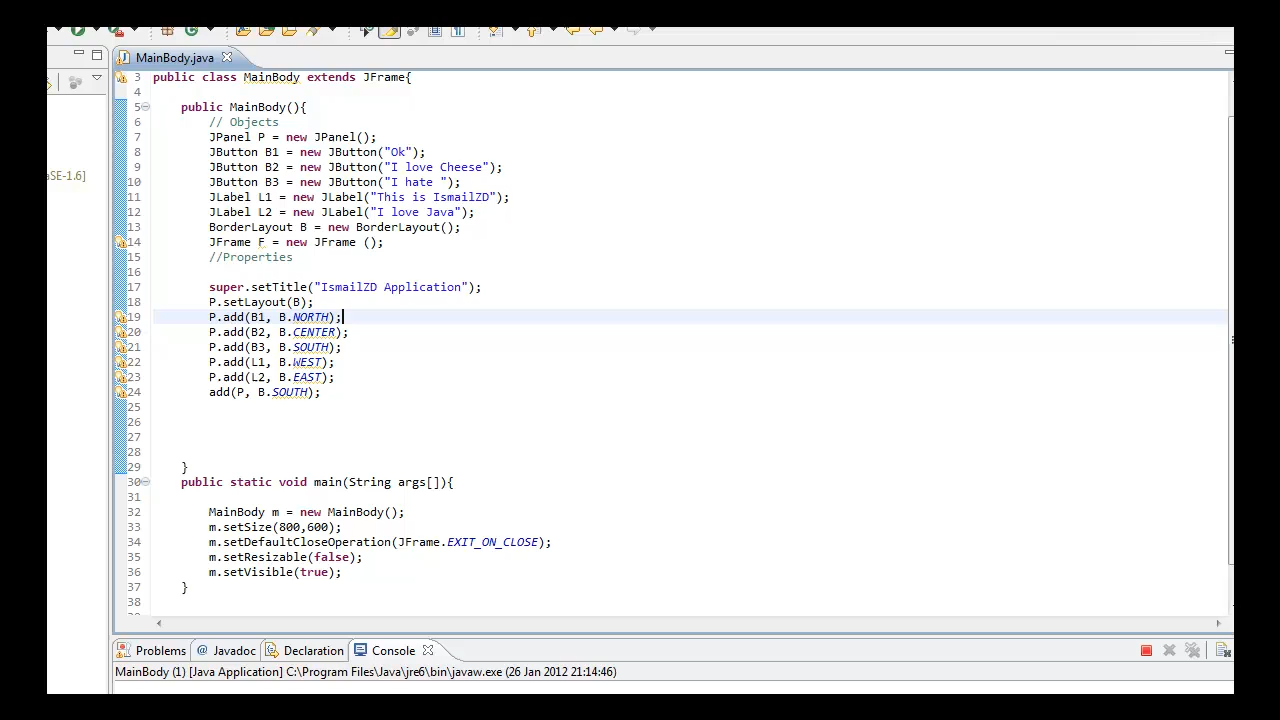 MainBody.java
3 public class MainBody extends JFrame{
4
5 public MainBody(){
6 // Objects
7 JPanel P = new JPanel();
8 JButton B1 = new JButton("Ok");
9 JButton B2 = new JButton("I love Cheese");
10 JButton B3 = new JButton("I hate ");
11 JLabel L1 = new JLabel("This is IsmailZD");
12 JLabel L2 = new JLabel("I love Java");
13 BorderLayout B = new BorderLayout();
14 JFrame F = new JFrame ();
15 //Properties
16
17 super.setTitle("IsmailZD Application");
aSE-1.6]
18 P.setLayout(B);
19 P.add(B1, B.NORTH);
20 P.add(B2, B.CENTER);
21 P.add(B3, B.SOUTH);
22 P.add(L1, B.WEST);
23 P.add(L2, B.EAST);
24 add(P, B.SOUTH);
25
26
27
28
29 }
30 public static void main(String args[]){
31
32 MainBody m = new MainBody();
33 m.setSize(800,600);
34 m.setDefaultCloseOperation(JFrame.EXIT_ON_CLOSE);
35 m.setResizable(false);
36 m.setVisible(true);
37 }
38
Problems @ Javadoc Declaration Console
MainBody (1) [Java Application] C:\Program Files\Java\jre6\bin\javaw.exe (26 Jan 2012 21:14:46)